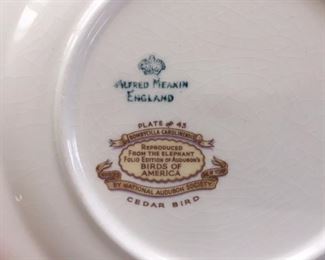 ALFRED MEAKIN
ENGLAND
PLATE # 43
BOMBYCILLA CAROLINENSIS
REPRODUCED
FROM THE ELEPHANT
FOLIO EDITION OF AUDUBON'S
BIRDS OF
AMERICA
BY NATIONAL AUDUBON SOCIETY
CEDAR BIRD